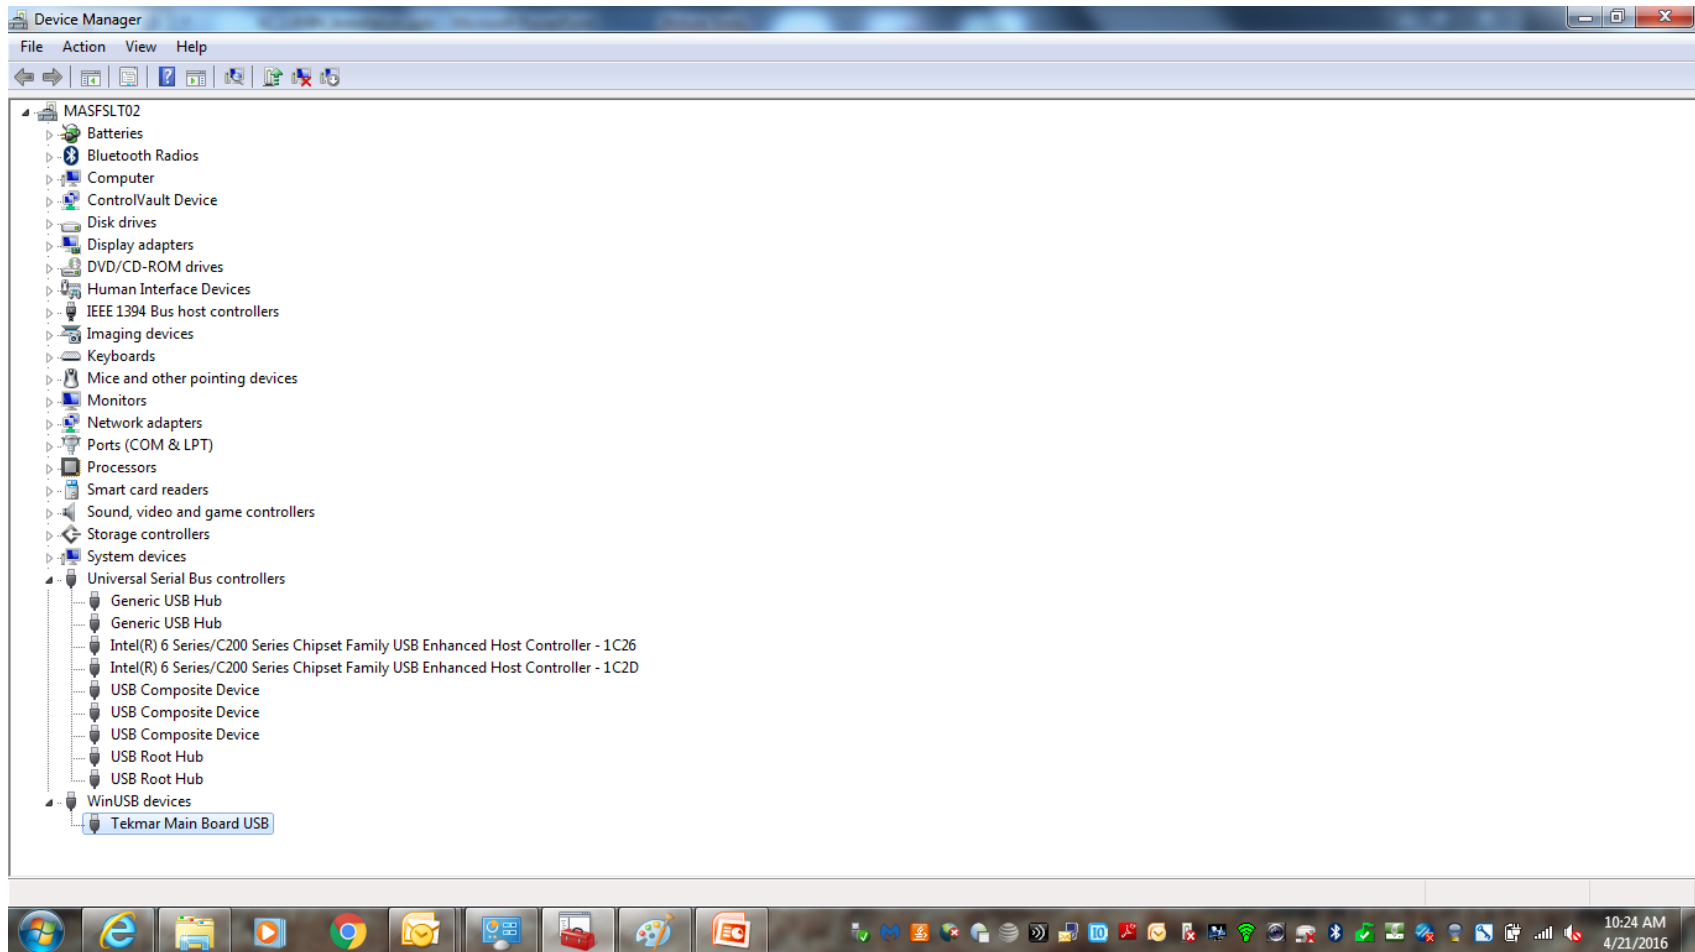 Device Manager
File Action View Help
MASFSLT02
Batteries
Bluetooth Radios
Computer
ControlVault Device
Disk drives
Display adapters
DVD/CD-ROM drives
Human Interface Devices
IEEE 1394 Bus host controllers
Imaging devices
Keyboards
Mice and other pointing devices
Monitors
Network adapters
Ports (COM & LPT)
Processors
Smart card readers
Sound, video and game controllers
Storage controllers
System devices
Universal Serial Bus controllers
Generic USB Hub
Generic USB Hub
Intel(R) 6 Series/C200 Series Chipset Family USB Enhanced Host Controller - 1C26
Intel(R) 6 Series/C200 Series Chipset Family USB Enhanced Host Controller - 1C2D
USB Composite Device
USB Composite Device
USB Composite Device
USB Root Hub
USB Root Hub
WinUSB devices
Tekmar Main Board USB
10:24 AM
4/21/2016